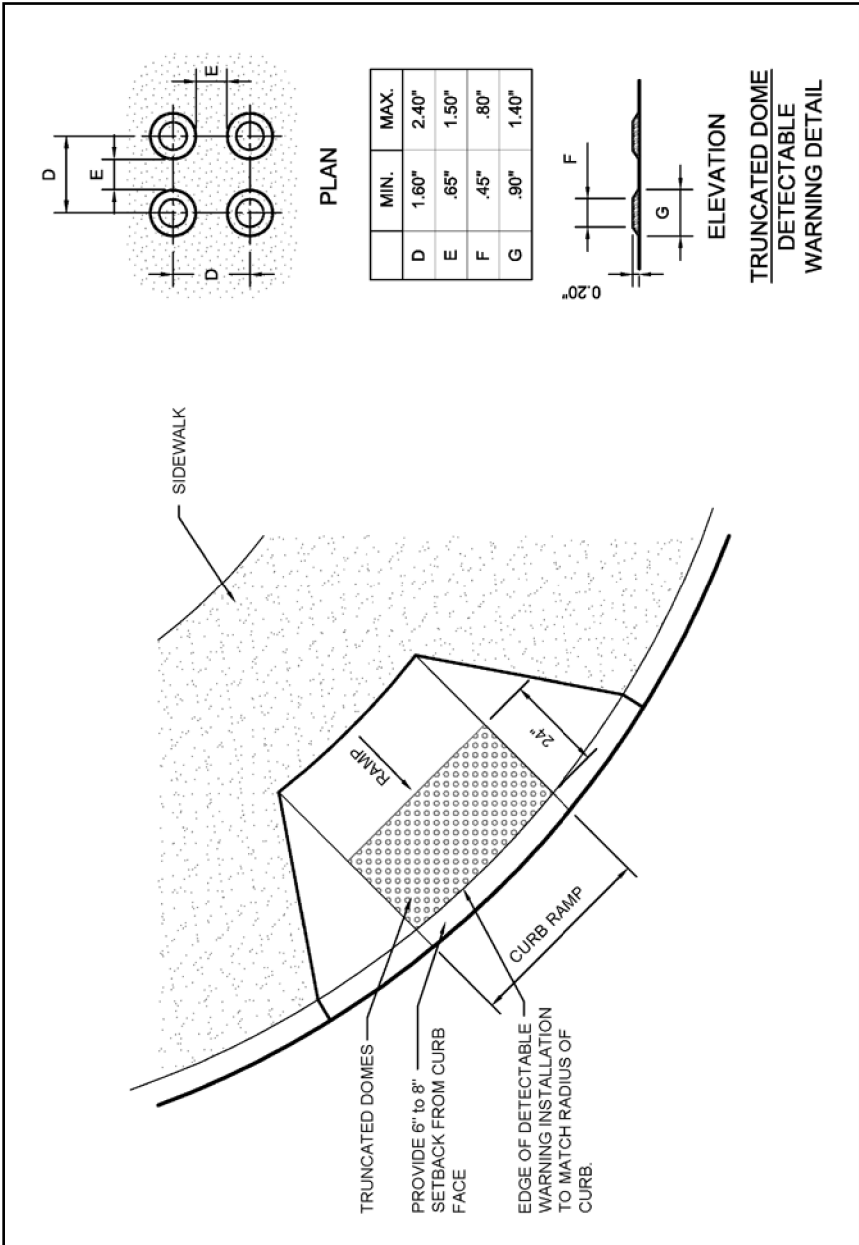 SIDEWALK
RAMP
24"
CURB RAMP
TRUNCATED DOMES
PROVIDE 6" to 8"
SETBACK FROM CURB
FACE
EDGE OF DETECTABLE
WARNING INSTALLATION
TO MATCH RADIUS OF
CURB.
D
E
E
D
PLAN
MIN. MAX.
D 1.60" 2.40"
E .65" 1.50"
F .45" .80"
G .90" 1.40"
F
0.20"
G
ELEVATION
TRUNCATED DOME
DETECTABLE
WARNING DETAIL